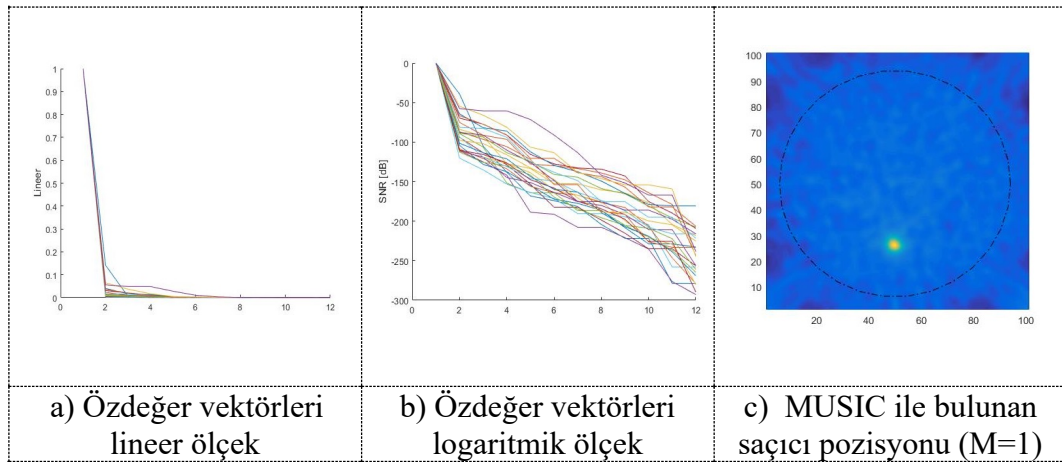 1
0.9
0.8
0.7
0.6
0.5
0.4
0.3
0.2
0.1
0
Lineer
0 2 4 6 8 10 12
0
-50
-100
-150
-200
-250
-300
SNR [dB]
0 2 4 6 8 10 12
100
90
80
70
60
50
40
30
20
10
20 40 60 80 100
a) Özdeğer vektörleri
lineer ölçek
b) Özdeğer vektörleri
logaritmik ölçek
c) MUSIC ile bulunan
saçıcı pozisyonu (M=1)